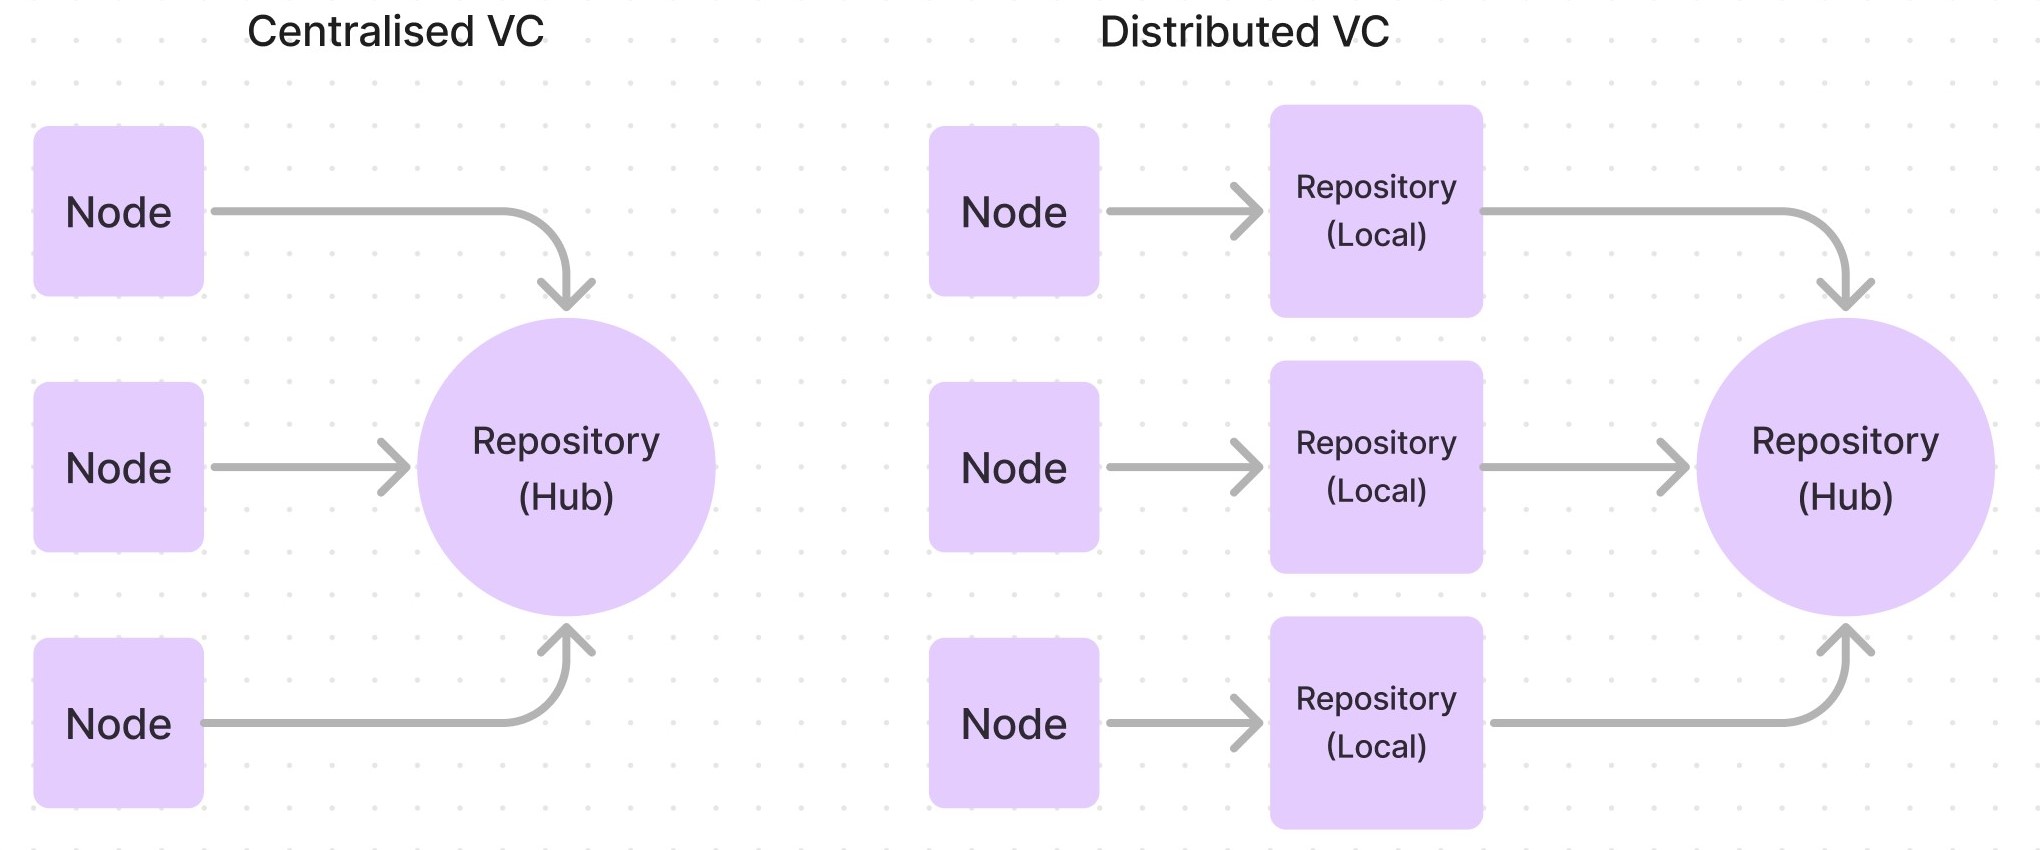 Centralised VC
Node
Node
Node
Repository
(Hub)
Distributed VC
Node
Repository
(Local)
Node
Repository
(Local)
Node
Repository
(Local)
Repository
(Hub)